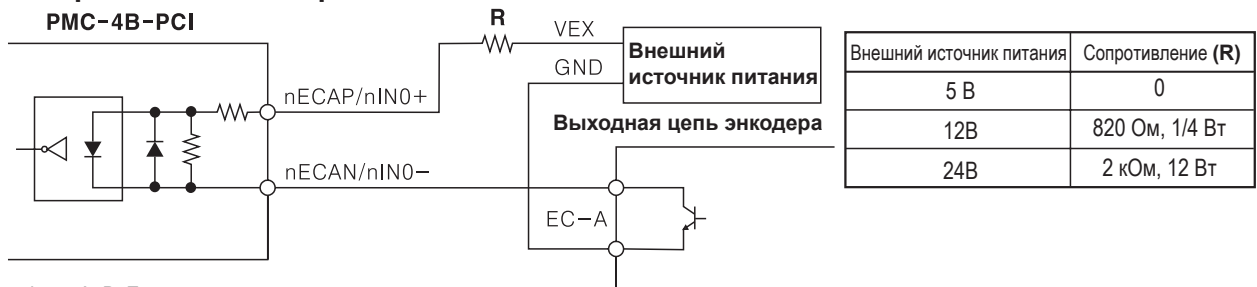 PMC-4B-PCI
R
VEX
GND
Внешний
источник питания
nECAP/nIN0+
Выходная цепь энкодера
nECAN/nIN0-
EC-A
Внешний источник питания Сопротивление (R)
5 В 0
12В 820 Ом, 1/4 Вт
24В 2 кОм, 12 Вт